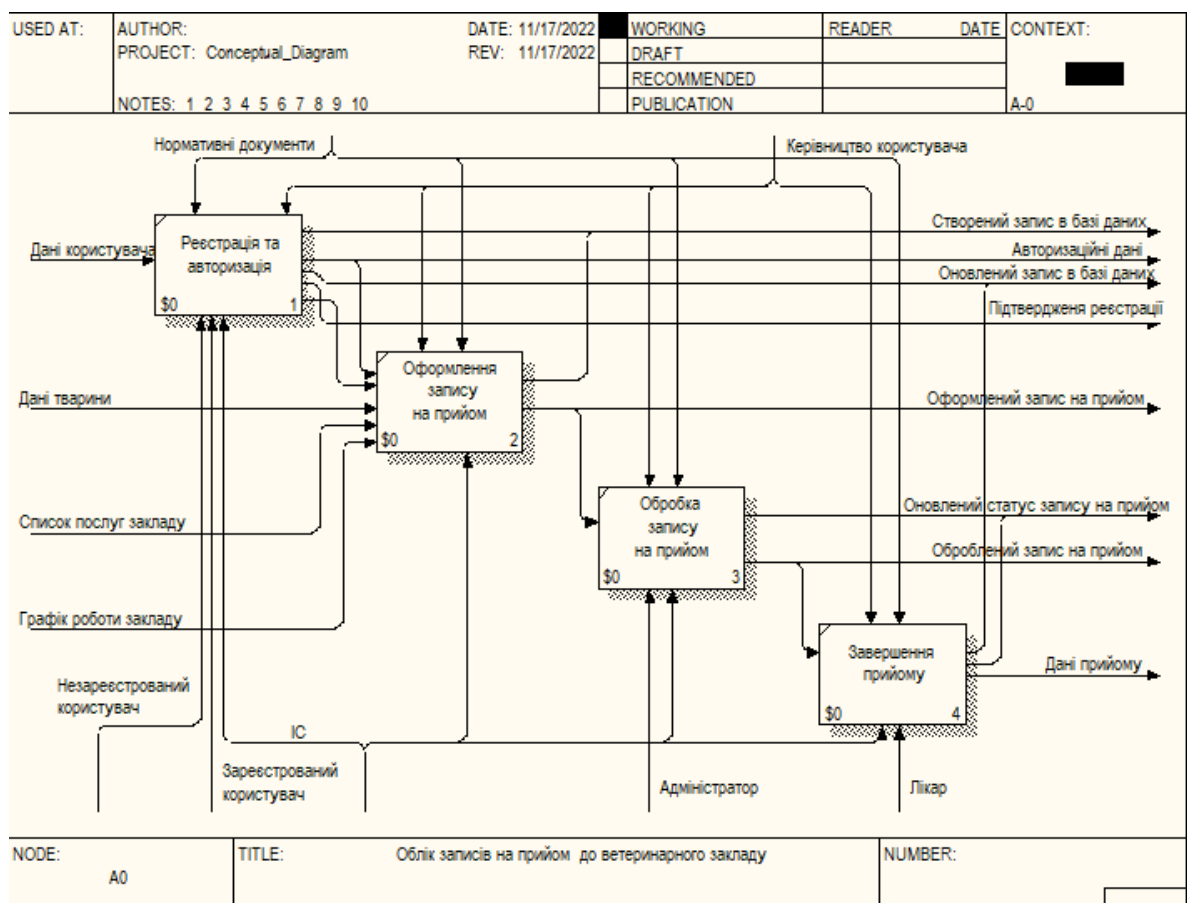 USED AT:
AUTHOR:
DATE: 11/17/2022
PROJECT: Conceptual_Diagram
REV: 11/17/2022
NOTES: 1 2 3 4 5 6 7 8 9 10
WORKING
DRAFT
RECOMMENDED
PUBLICATION
READER DATE
CONTEXT:
A-0
Нормативні документи
Керівництво користувача
Дані користувача
Реєстрація та
авторизація
$0 1
Створений запис в базі даних
Авторизаційні дані
Оновлений запис в базі даних
Підтвердженя реєстрації
Дані тварини
Оформлення
запису
на прийом
$0 2
Оформлений запис на прийом
Список послуг закладу
Обробка
запису
на прийом
$0 3
Оновлений статус запису на прийом
Оброблений запис на прийом
Графік роботи закладу
Завершення
прийому
$0 4
Дані прийому
Незареєстрований
користувач
ІС
Зареєстрований
користувач
Адміністратор
Лікар
NODE:
A0
TITLE:
Облік записів на прийом до ветеринарного закладу
NUMBER: